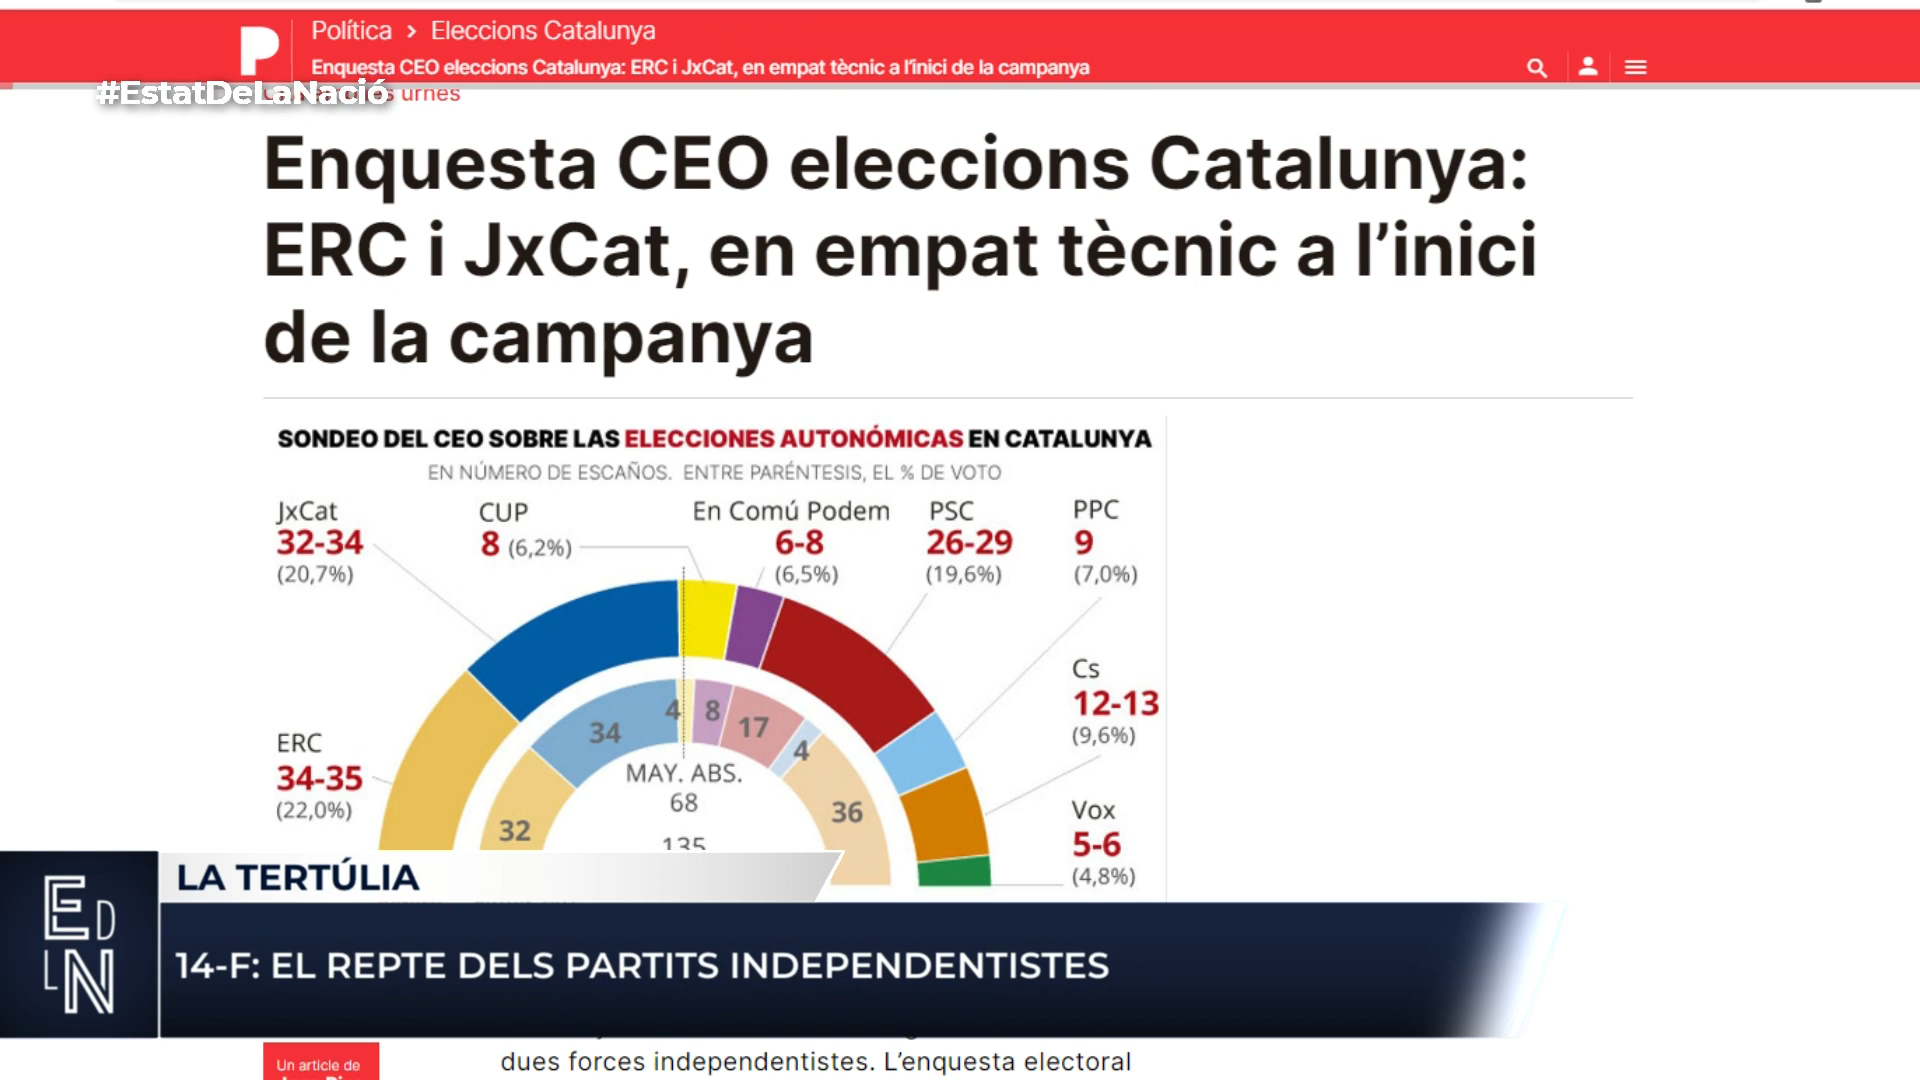 P
Política > Eleccions Catalunya
Enquesta CEO eleccions Catalunya: ERC i JxCat, en empat tècnic a l'inici de la campanya
#EstatDeLaNació urnes
Enquesta CEO eleccions Catalunya:
ERC i JxCat, en empat tècnic a l’inici
de la campanya
SONDEO DEL CEO SOBRE LAS ELECCIONES AUTONÓMICAS EN CATALUNYA
EN NÚMERO DE ESCAÑOS. ENTRE PARÉNTESIS, EL % DE VOTO
JxCat
32-34
(20,7%)
CUP
8 (6,2%)
En Comú Podem
6-8
(6,5%)
PSC
26-29
(19,6%)
PPC
9
(7,0%)
Cs
12-13
(9,6%)
ERC
34-35
(22,0%)
Vox
5-6
(4,8%)
32
34
4
8
17
4
36
MAY. ABS.
68
135
LA TERTÚLIA
EDLN
14-F: EL REPTE DELS PARTITS INDEPENDENTISTES
Un article de
dues forces independentistes. L’enquesta electoral